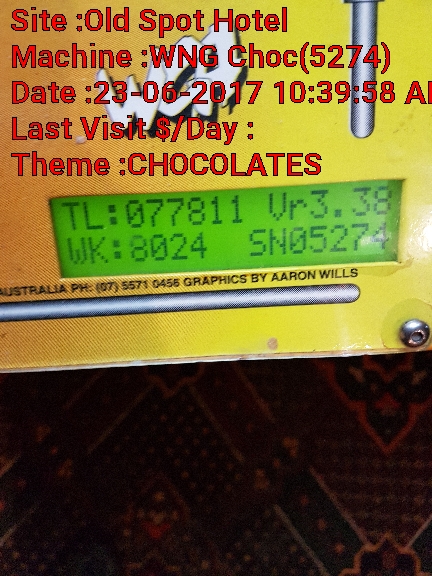 Site :Old Spot Hotel
Machine :WNG Choc(5274)
Date :23-06-2017 10:39:58 A
Last Visit $/Day :
Theme :CHOCOLATES
TL:077811 Vr3.38
WK:8024 SN05274
AUSTRALIA PH: (07) 5571 0456 GRAPHICS BY AARON WILLS